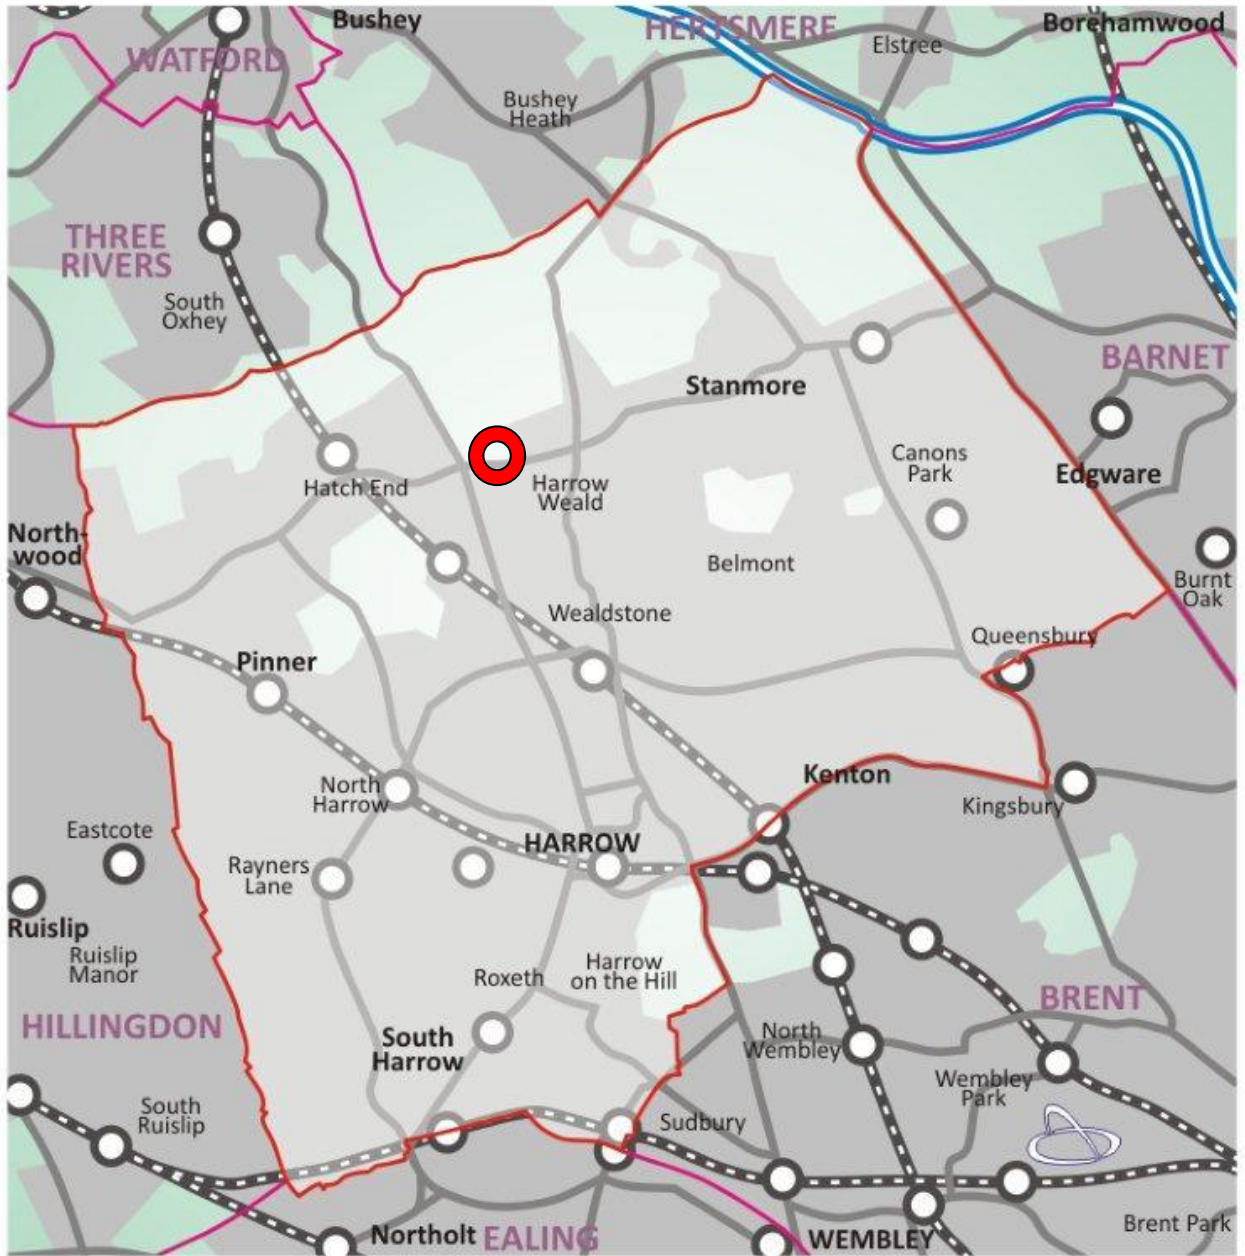 Bushey
HERTSMERE
Borehamwood
WATFORD
Elstree
Bushey
Heath
THREE
RIVERS
South
Oxhey
BARNET
Stanmore
Canons
Park
Edgware
Hatch End
Harrow
Weald
North-
wood
Belmont
Burnt
Oak
Wealdstone
Queensbury
Pinner
Kenton
North
Harrow
Kingsbury
Eastcote
HARROW
Rayners
Lane
Ruislip
Ruislip
Manor
Roxeth
Harrow
on the Hill
BRENT
HILLINGDON
South
Harrow
North
Wembley
Wembley
Park
South
Ruislip
Sudbury
Northolt
EALING
WEMBLEY
Brent Park